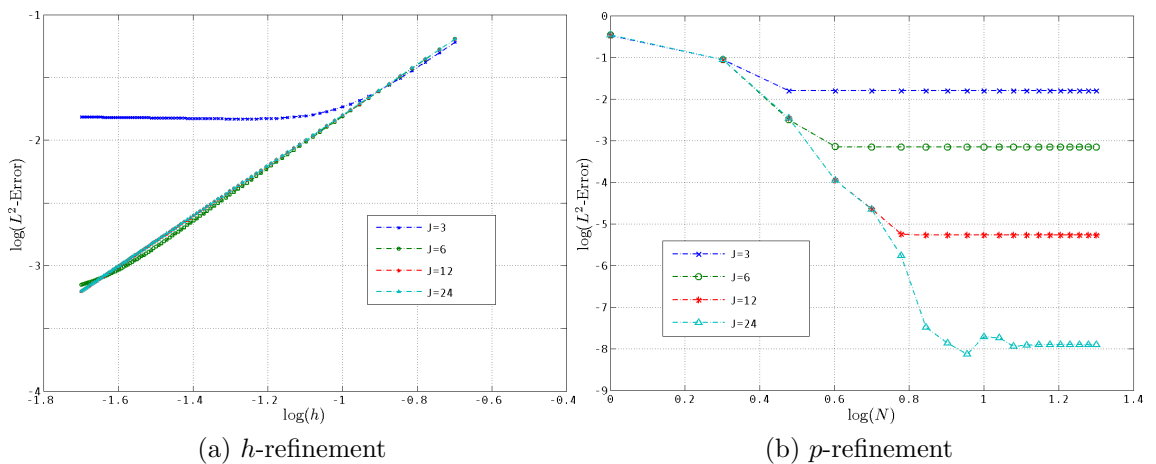 -1
-2
-3
-4
log(L²-Error)
-1.8 -1.6 -1.4 -1.2 -1 -0.8 -0.6 -0.4
log(h)
J=3
J=6
J=12
J=24
(a) h-refinement
0
-1
-2
-3
-4
-5
-6
-7
-8
-9
log(L²-Error)
0 0.2 0.4 0.6 0.8 1 1.2 1.4
log(N)
J=3
J=6
J=12
J=24
(b) p-refinement